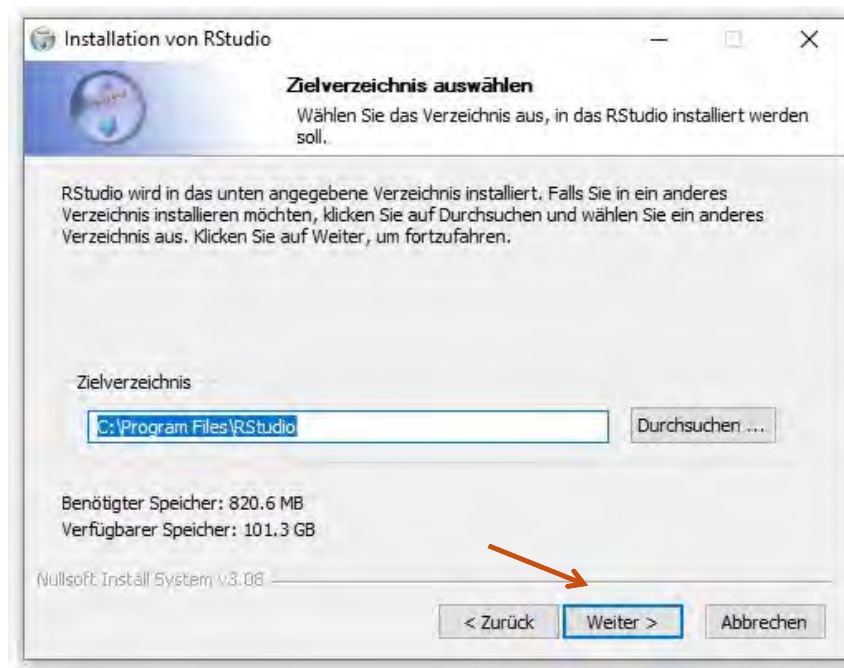 Installation von RStudio
Zielverzeichnis auswählen
Wählen Sie das Verzeichnis aus, in das RStudio installiert werden
soll.
RStudio wird in das unten angegebene Verzeichnis installiert. Falls Sie in ein anderes
Verzeichnis installieren möchten, klicken Sie auf Durchsuchen und wählen Sie ein anderes
Verzeichnis aus. Klicken Sie auf Weiter, um fortzufahren.
Zielverzeichnis
C:\Program Files\RStudio
Durchsuchen ...
Benötigter Speicher: 820.6 MB
Verfügbarer Speicher: 101.3 GB
Nullsoft Install System v3.08
< Zurück
Weiter >
Abbrechen